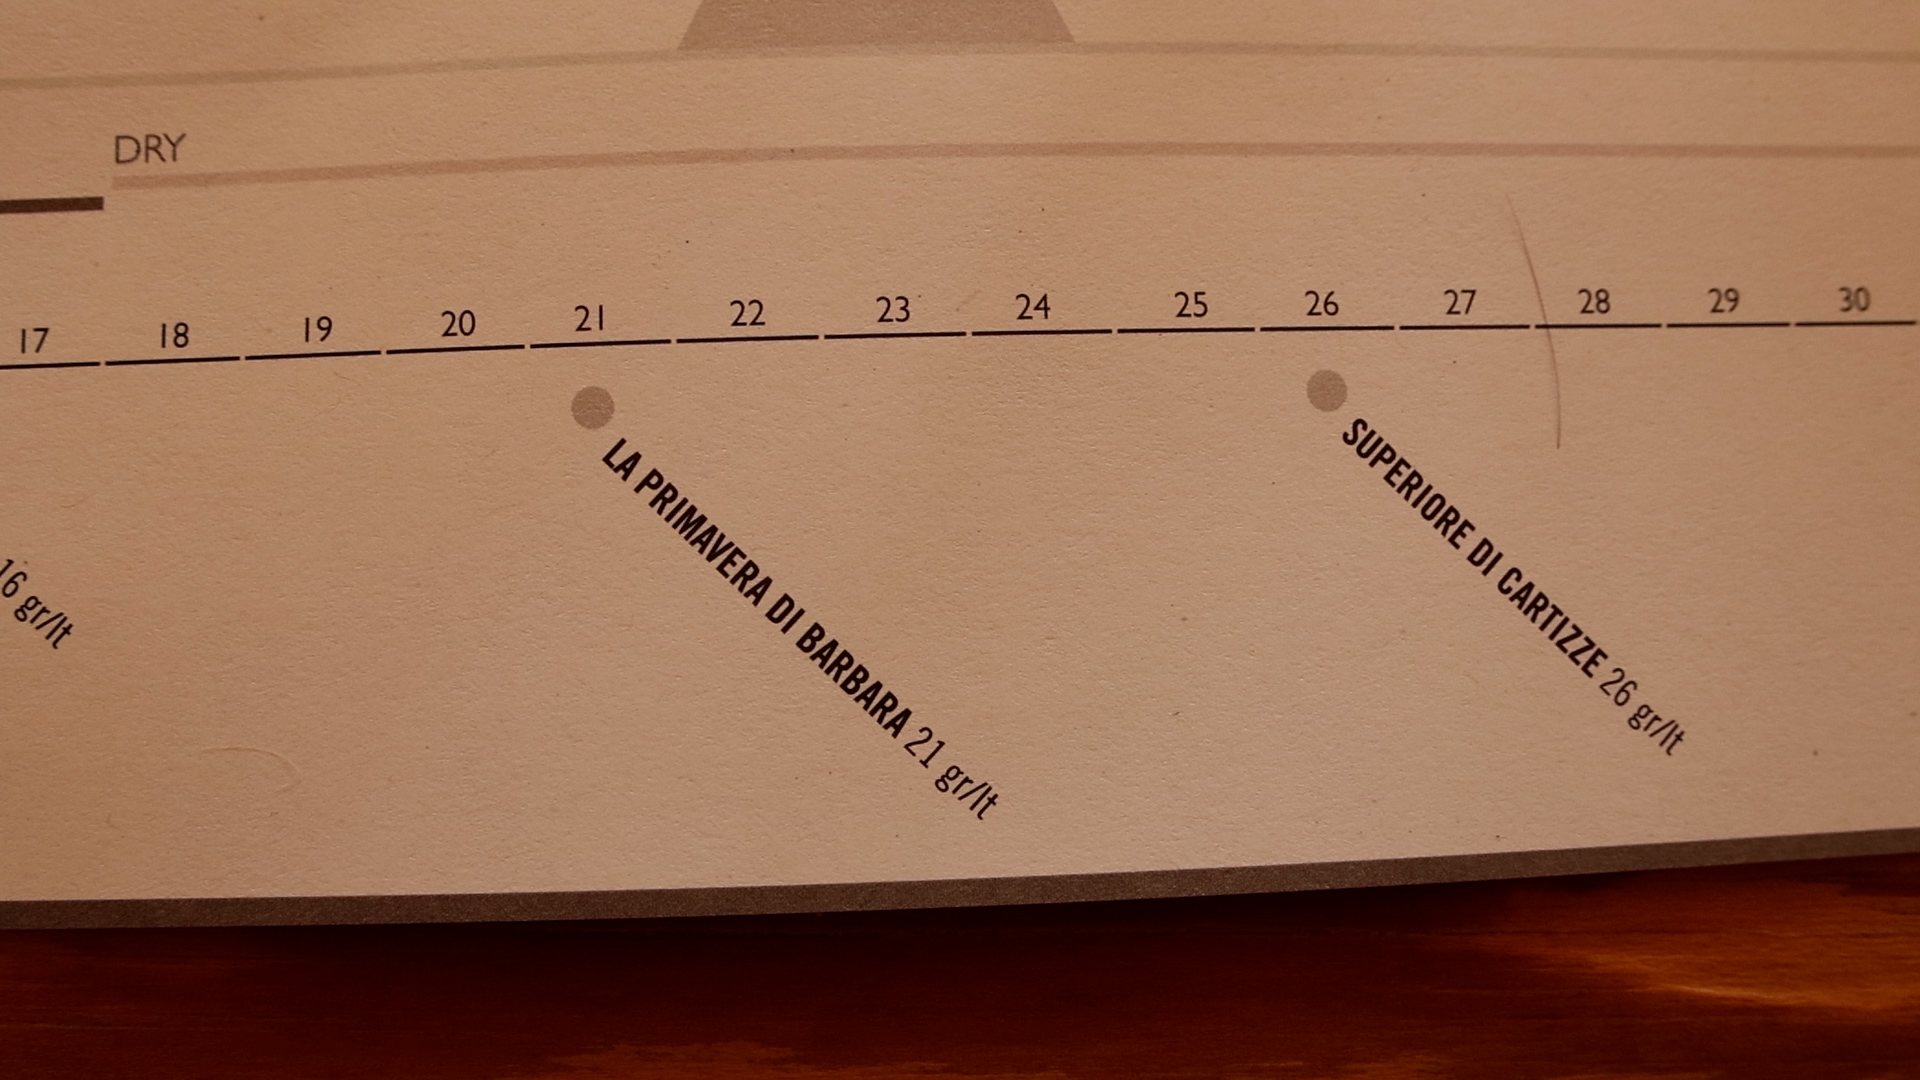 DRY
17 18 19 20 21 22 23 24 25 26 27 28 29 30
16 gr/lt
LA PRIMAVERA DI BARBARA 21 gr/lt
SUPERIORE DI CARTIZZE 26 gr/lt